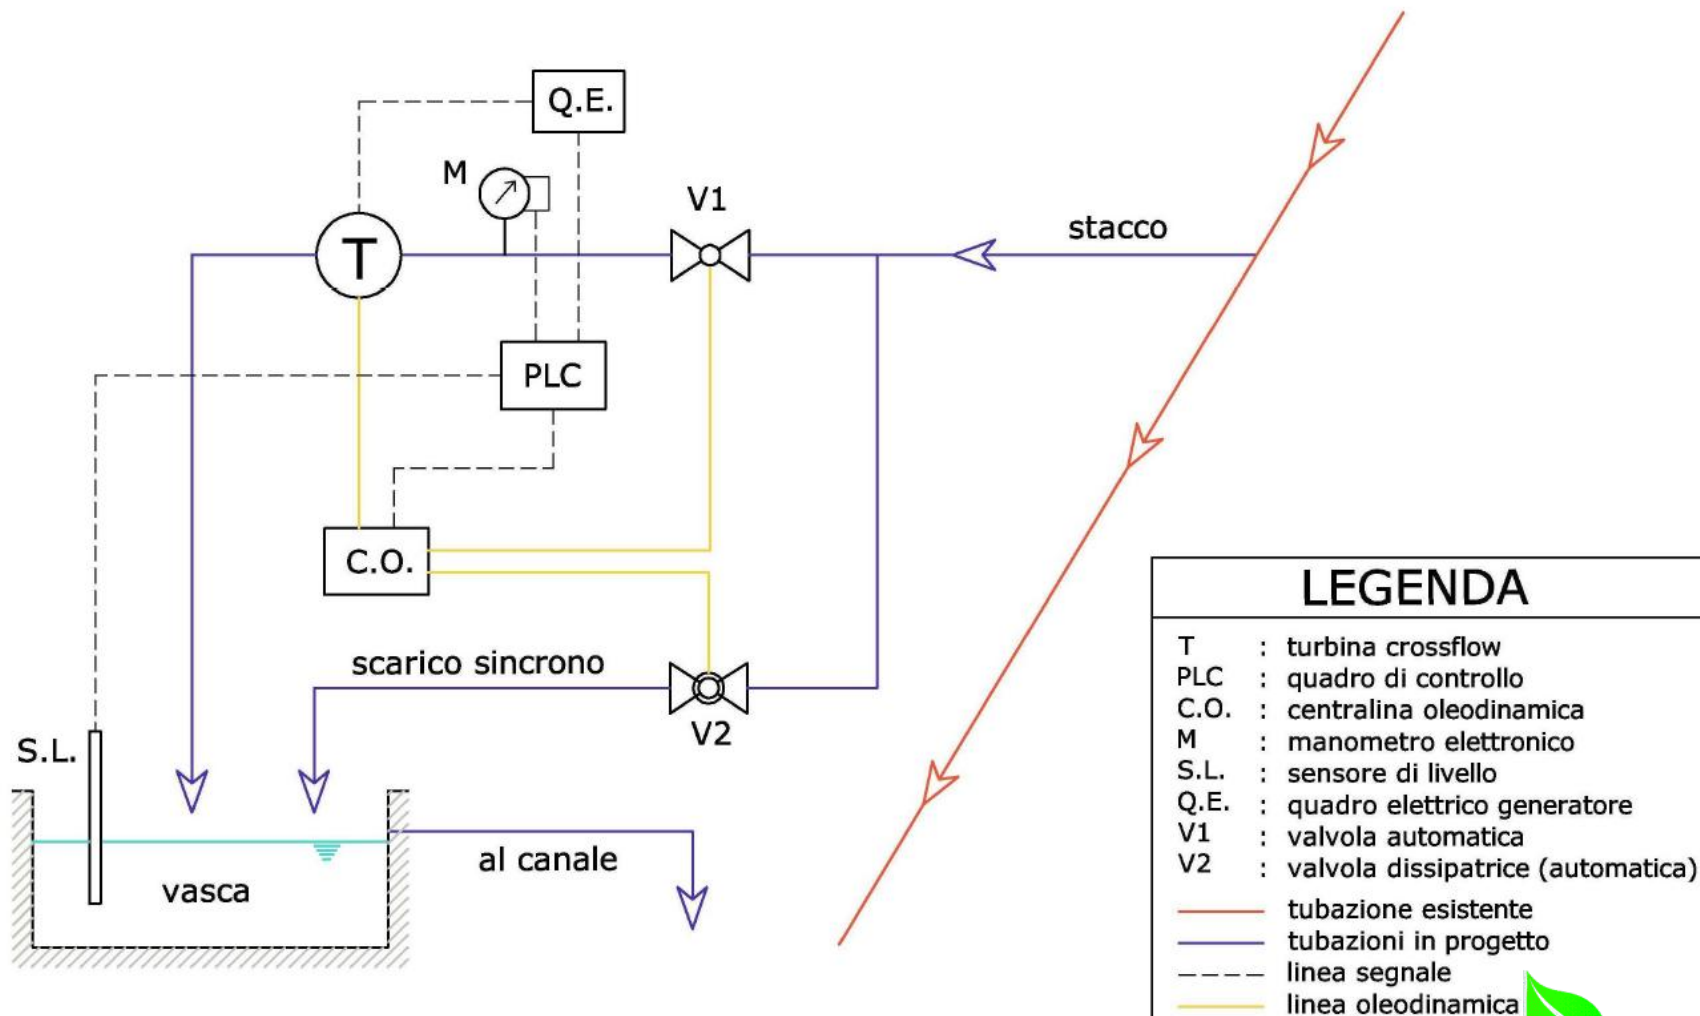 Q.E.
M
V1
stacco
T
PLC
C.O.
scarico sincrono
V2
S.L.
al canale
vasca
LEGENDA
T : turbina crossflow
PLC : quadro di controllo
C.O. : centralina oleodinamica
M : manometro elettronico
S.L. : sensore di livello
Q.E. : quadro elettrico generatore
V1 : valvola automatica
V2 : valvola dissipatrice (automatica)
tubazione esistente
tubazioni in progetto
linea segnale
linea oleodinamica